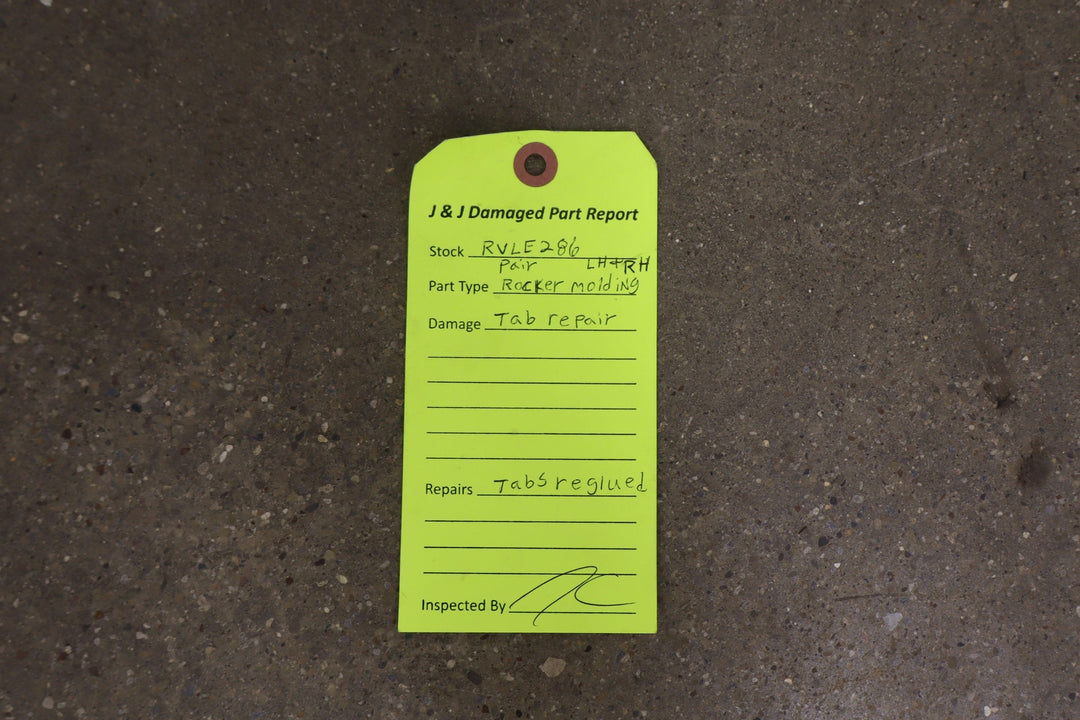 J & J Damaged Part Report
Stock RVLE286
pair LH+RH
Part Type Rocker molding
Damage Tab repair
Repairs Tabs reglued
Inspected By